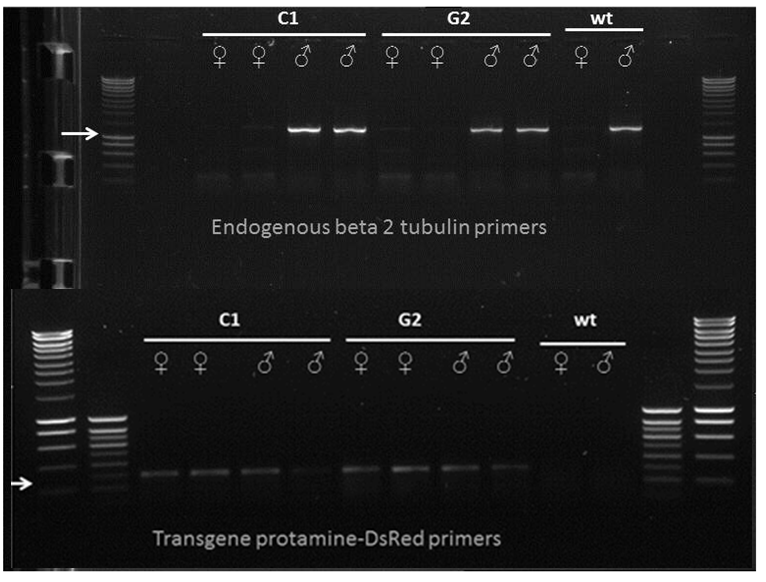 C1 G2 wt
♀ ♀ ♂ ♂ ♀ ♀ ♂ ♂ ♀ ♂
Endogenous beta 2 tubulin primers
C1 G2 wt
♀ ♀ ♂ ♂ ♀ ♀ ♂ ♂ ♀ ♂
Transgene protamine-DsRed primers